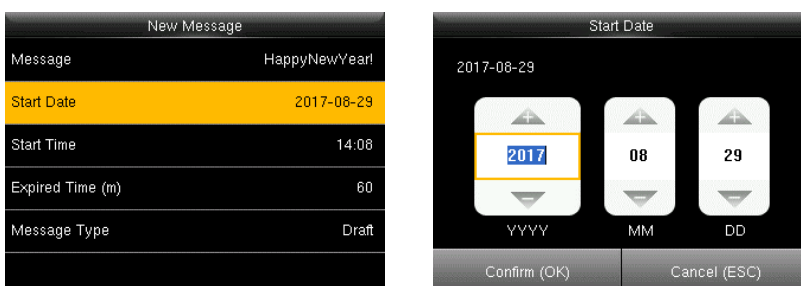 New Message
Message HappyNewYear!
Start Date 2017-08-29
Start Time 14:08
Expired Time (m) 60
Message Type Draft
Start Date
2017-08-29
2017 08 29
YYYY MM DD
Confirm (OK) Cancel (ESC)